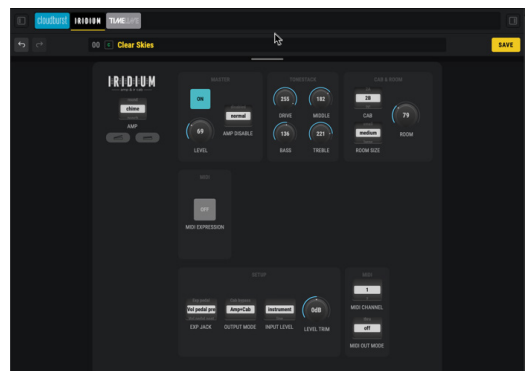 cloudburst IRIDIUM TIMELINE
00 Clear Skies SAVE
IRIDIUM
chime
AMP
MASTER
ON
normal
69
AMP DISABLE
LEVEL
TONESTACK
255 182
DRIVE MIDDLE
136 221
BASS TREBLE
CAB & ROOM
2B
CAB
79
medium
ROOM
ROOM SIZE
MIDI
OFF
MIDI EXPRESSION
SETUP
Vol pedal pre Amp+Cab Instrument 0dB
EXP JACK OUTPUT MODE INPUT LEVEL LEVEL TRIM
MIDI
1
MIDI CHANNEL
off
MIDI OUT MODE